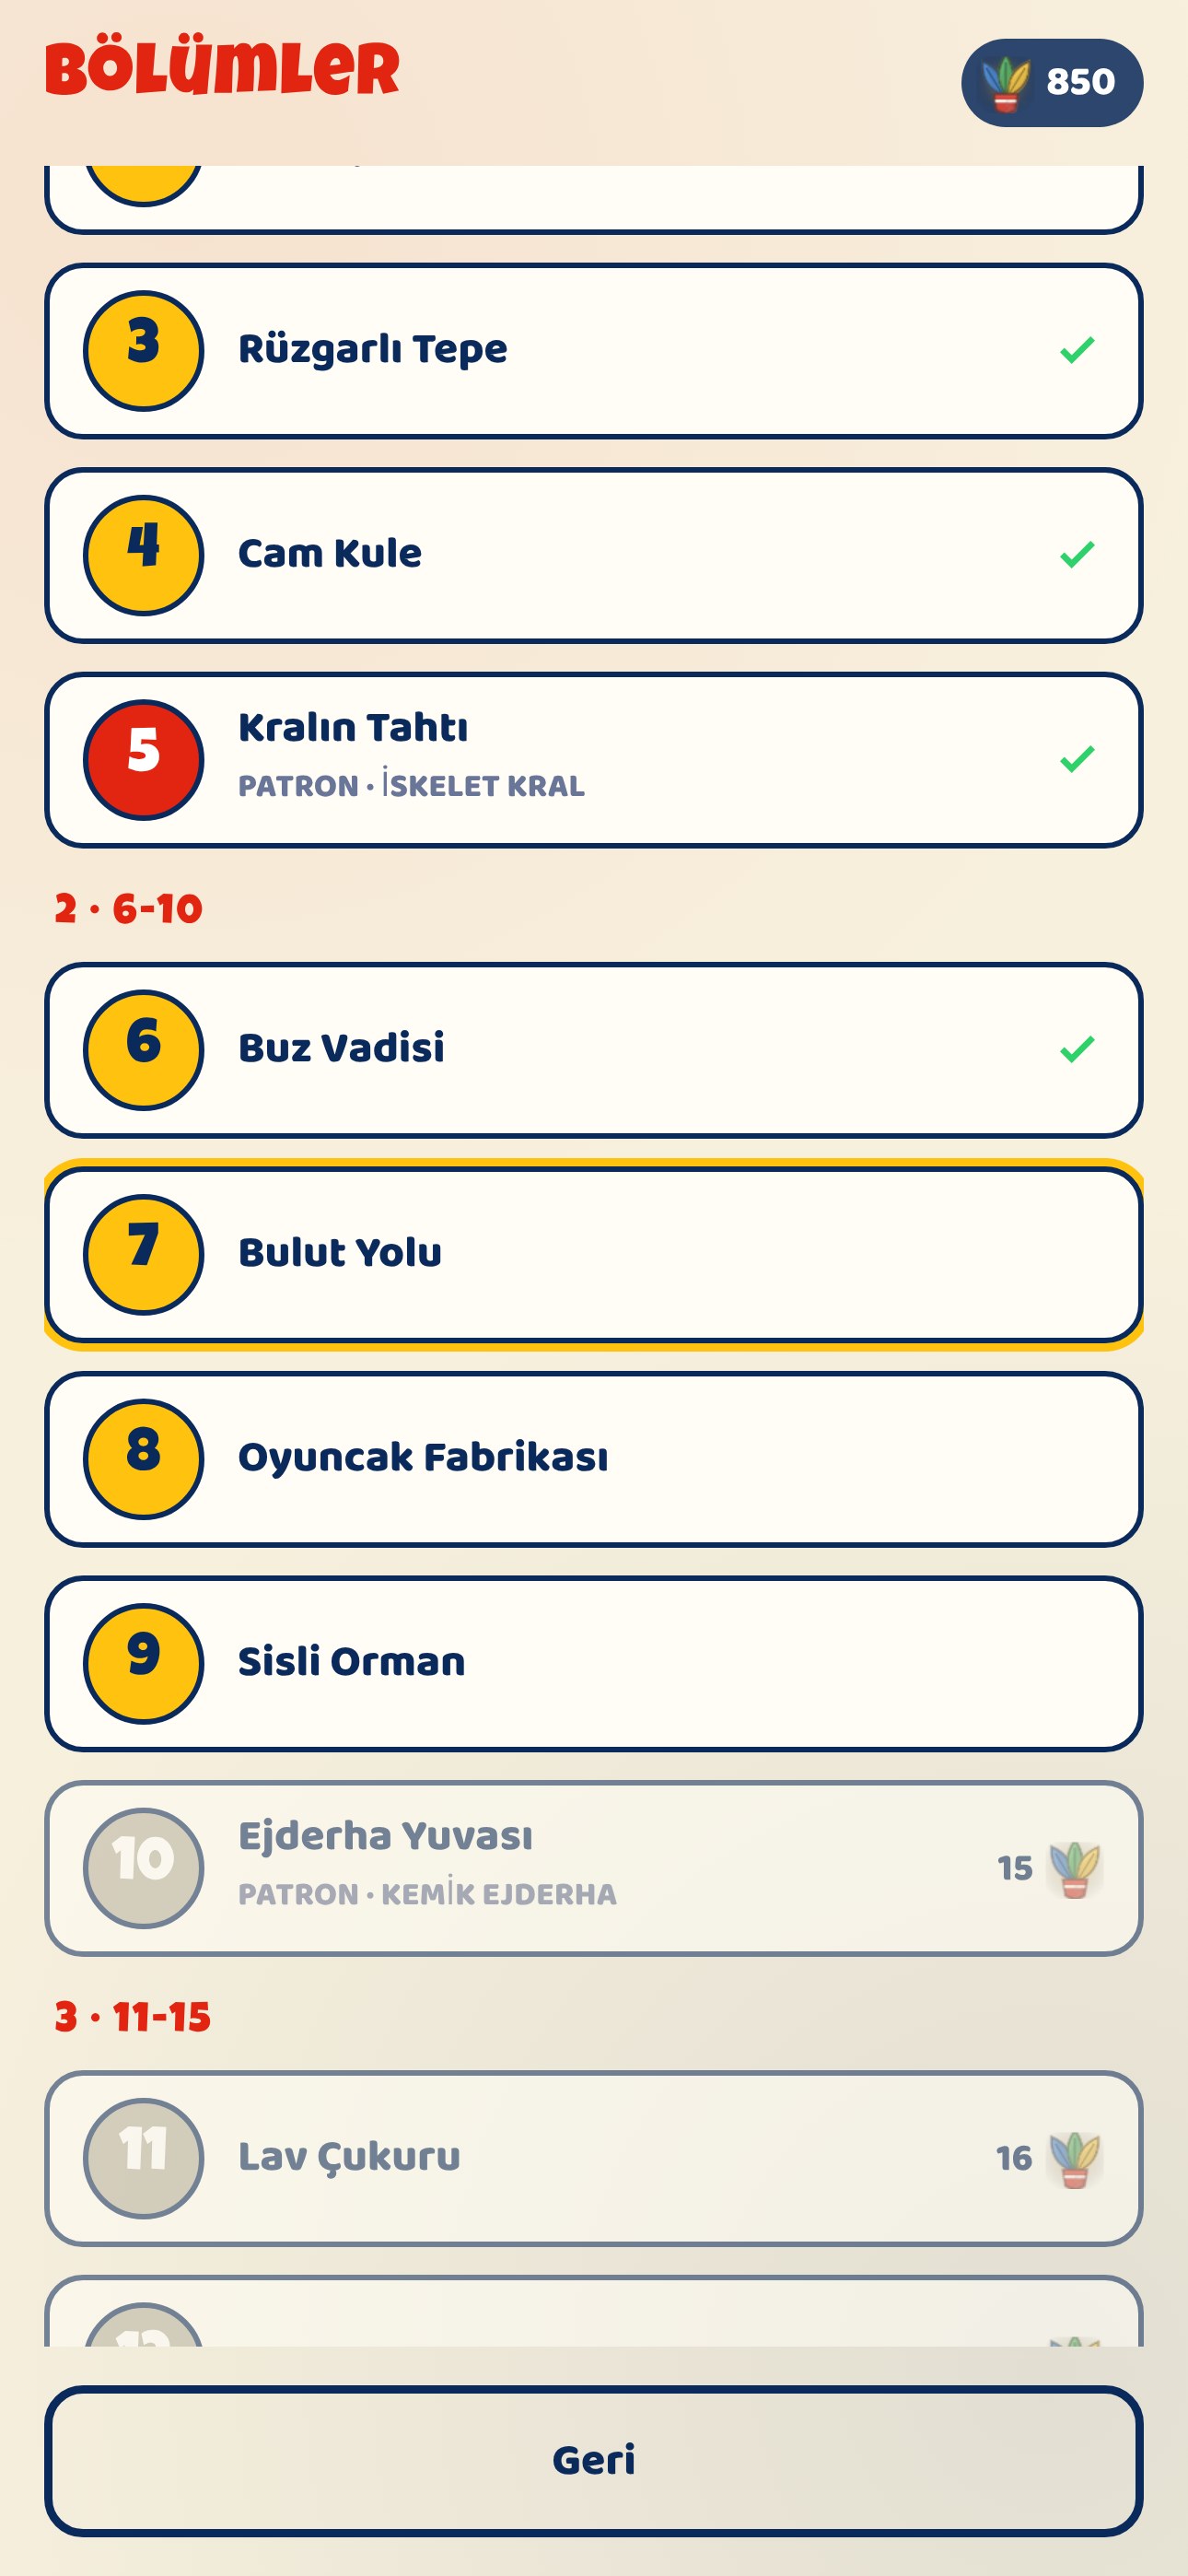 BÖLÜMLER
850
3
Rüzgarlı Tepe
4
Cam Kule
5
Kralın Tahtı
PATRON · İSKELET KRAL
2 · 6-10
6
Buz Vadisi
7
Bulut Yolu
8
Oyuncak Fabrikası
9
Sisli Orman
10
Ejderha Yuvası
PATRON · KEMİK EJDERHA
15
3 · 11-15
11
Lav Çukuru
16
12
Geri